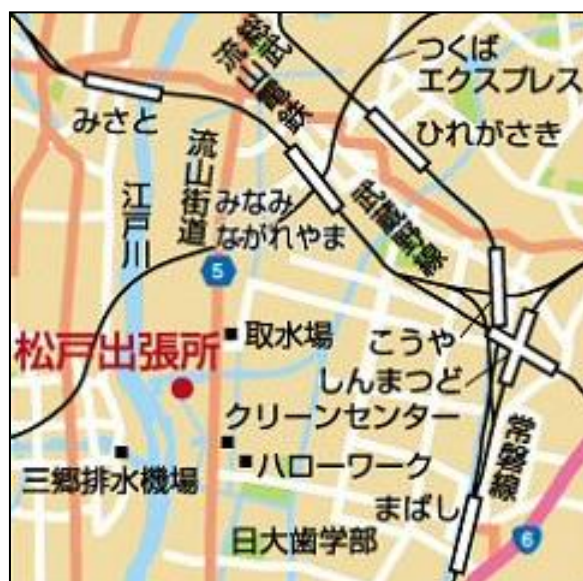 つくば
エクスプレス
総武
流山電鉄
みさと
ひれがさき
流山街道
江戸川
みなみ
ながれやま
武蔵野線
5
取水場
こうや
松戸出張所
しんまつど
クリーンセンター
常磐線
ハローワーク
三郷排水機場
まばし
日大歯学部
6